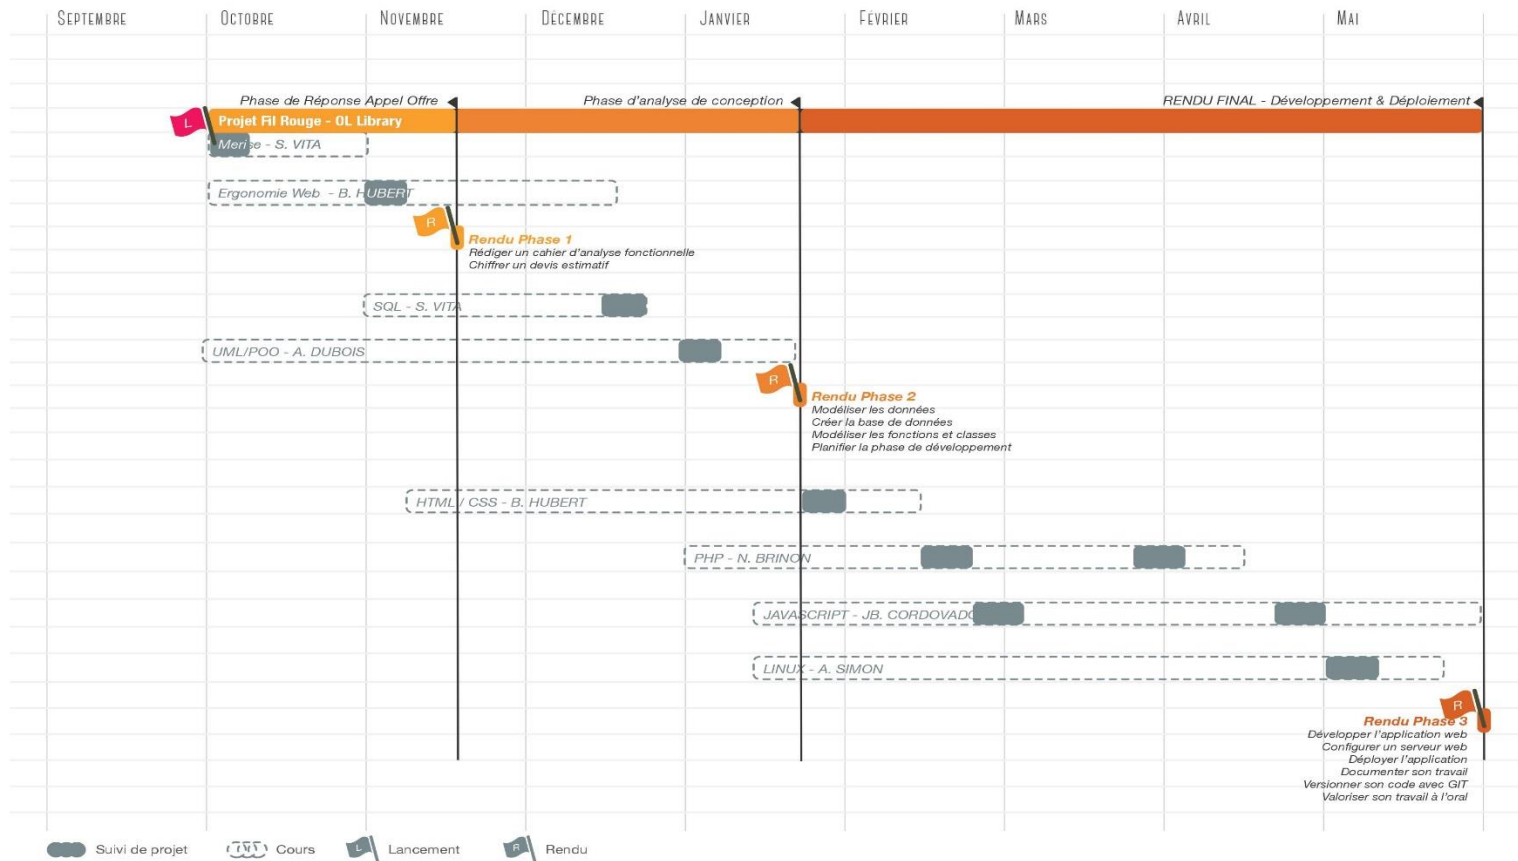 SEPTEMBRE
OCTOBRE
NOVEMBRE
DÉCEMBRE
JANVIER
FÉVRIER
MARS
AVRIL
MAI
Phase de Réponse Appel Offre
Phase d'analyse de conception
RENDU FINAL - Développement & Déploiement
L
Projet Fil Rouge - OL Library
Merise - S. VITA
Ergonomie Web - B. HUBERT
R
Rendu Phase 1
Rédiger un cahier d'analyse fonctionnelle
Chiffrer un devis estimatif
SQL - S. VITA
UML/POO - A. DUBOIS
R
Rendu Phase 2
Modéliser les données
Créer la base de données
Modéliser les fonctions et classes
Planifier la phase de développement
HTML / CSS - B. HUBERT
PHP - N. BRINON
JAVASCRIPT - JB. CORDOVADO
LINUX - A. SIMON
R
Rendu Phase 3
Développer l'application web
Configurer un serveur web
Déployer l'application
Documenter son travail
Versionner son code avec GIT
Valoriser son travail à l'oral
Suivi de projet
Cours
L
Lancement
R
Rendu